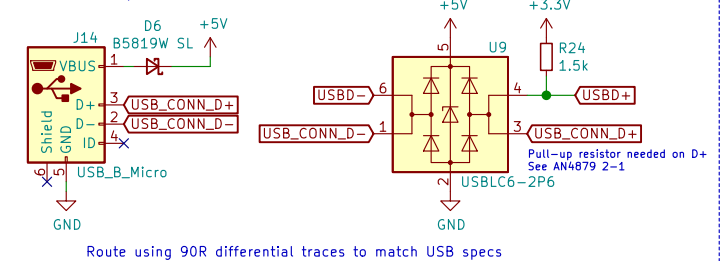 D6
B5819W SL
+5V
J14
VBUS
1
D+
3
USB_CONN_D+
D-
2
USB_CONN_D-
ID
4
Shield
GND
6
5
USB_B_Micro
GND
+5V
+3.3V
5
U9
R24
1.5k
USBD-
6
4
USBD+
USB_CONN_D-
1
3
USB_CONN_D+
Pull-up resistor needed on D+
See AN4879 2-1
2
USBLC6-2P6
GND
Route using 90R differential traces to match USB specs